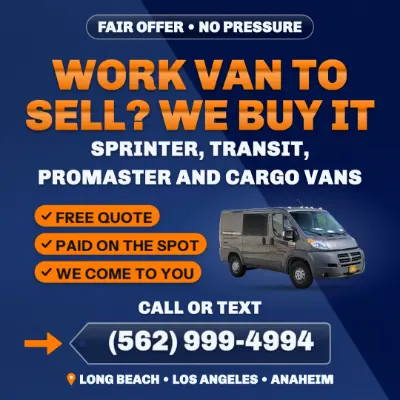 FAIR OFFER • NO PRESSURE
WORK VAN TO
SELL? WE BUY IT
SPRINTER, TRANSIT,
PROMASTER AND CARGO VANS
FREE QUOTE
PAID ON THE SPOT
WE COME TO YOU
CALL OR TEXT
(562) 999-4994
LONG BEACH • LOS ANGELES • ANAHEIM